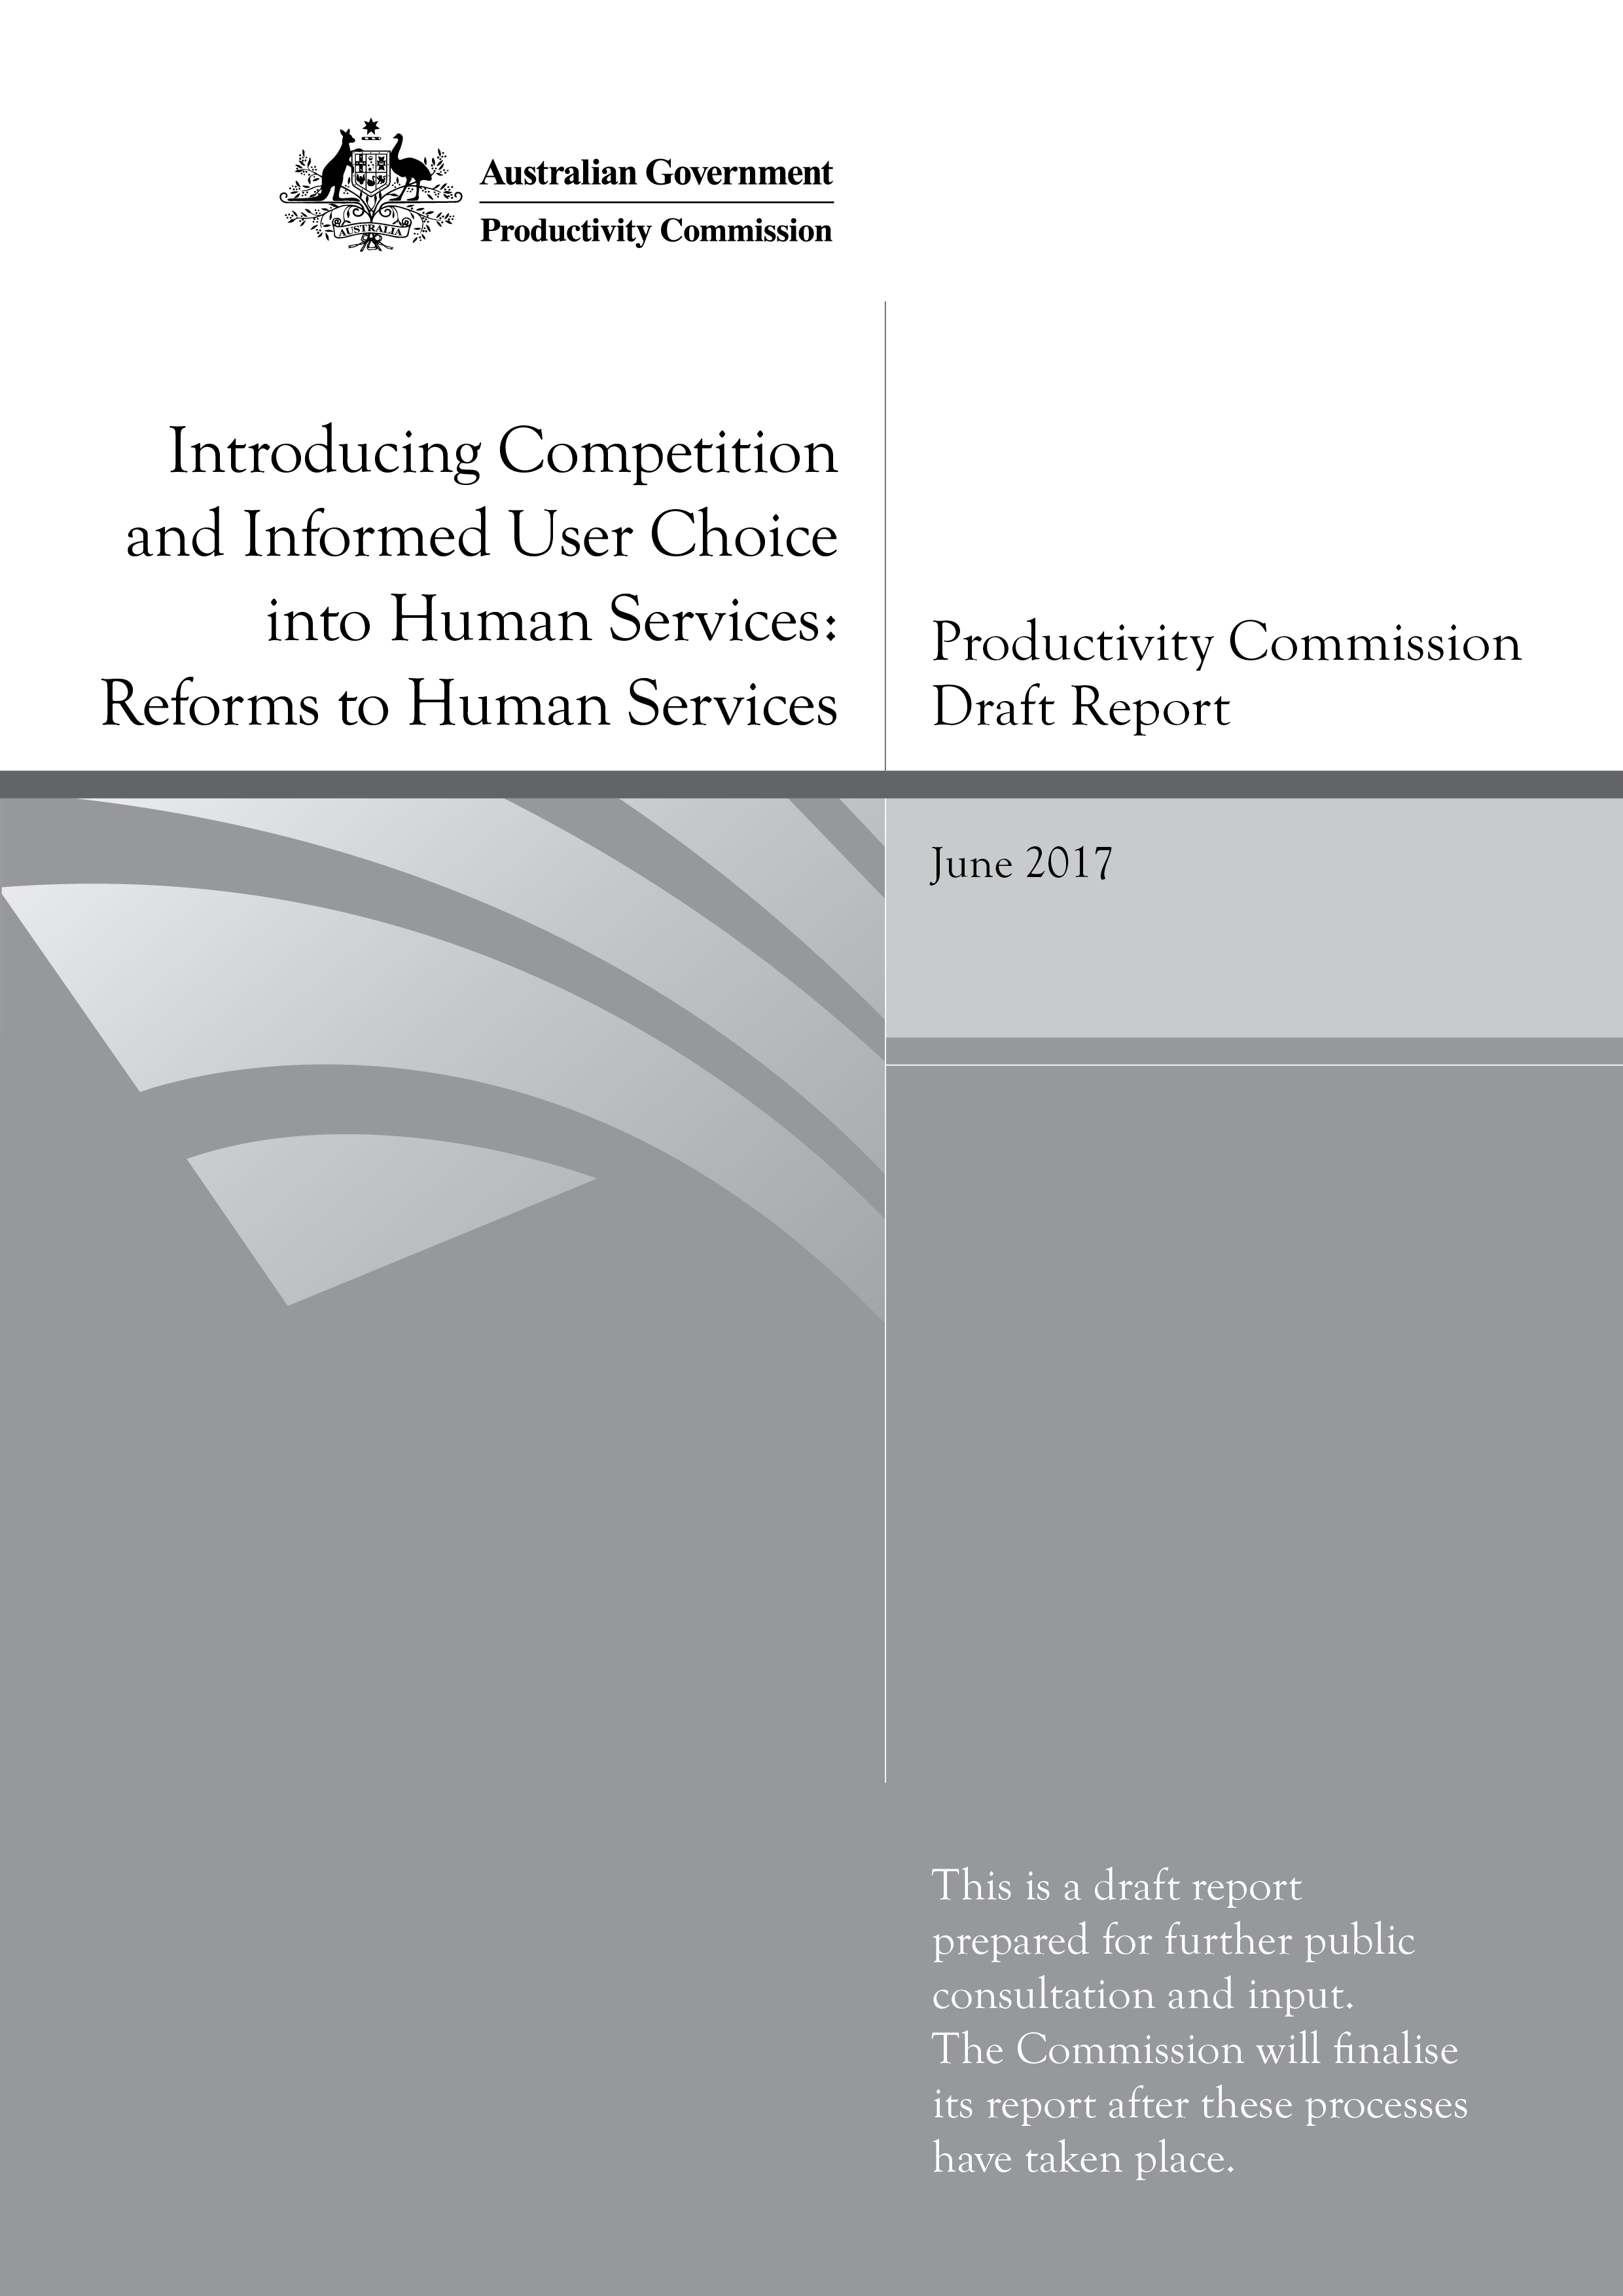 AUSTRALIA
Australian Government
Productivity Commission
Introducing Competition
and Informed User Choice
into Human Services:
Reforms to Human Services
Productivity Commission
Draft Report
June 2017
This is a draft report
prepared for further public
consultation and input.
The Commission will finalise
its report after these processes
have taken place.